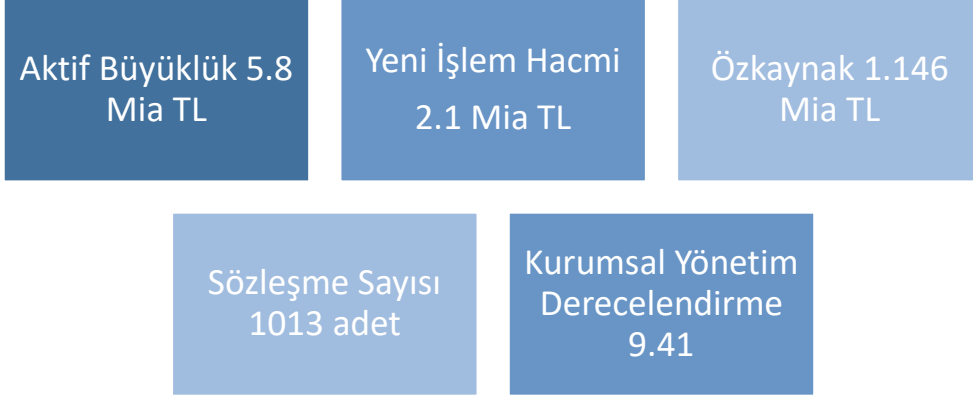 Aktif Büyüklük 5.8
Mia TL
Yeni İşlem Hacmi
2.1 Mia TL
Özkaynak 1.146
Mia TL
Sözleşme Sayısı
1013 adet
Kurumsal Yönetim
Derecelendirme
9.41